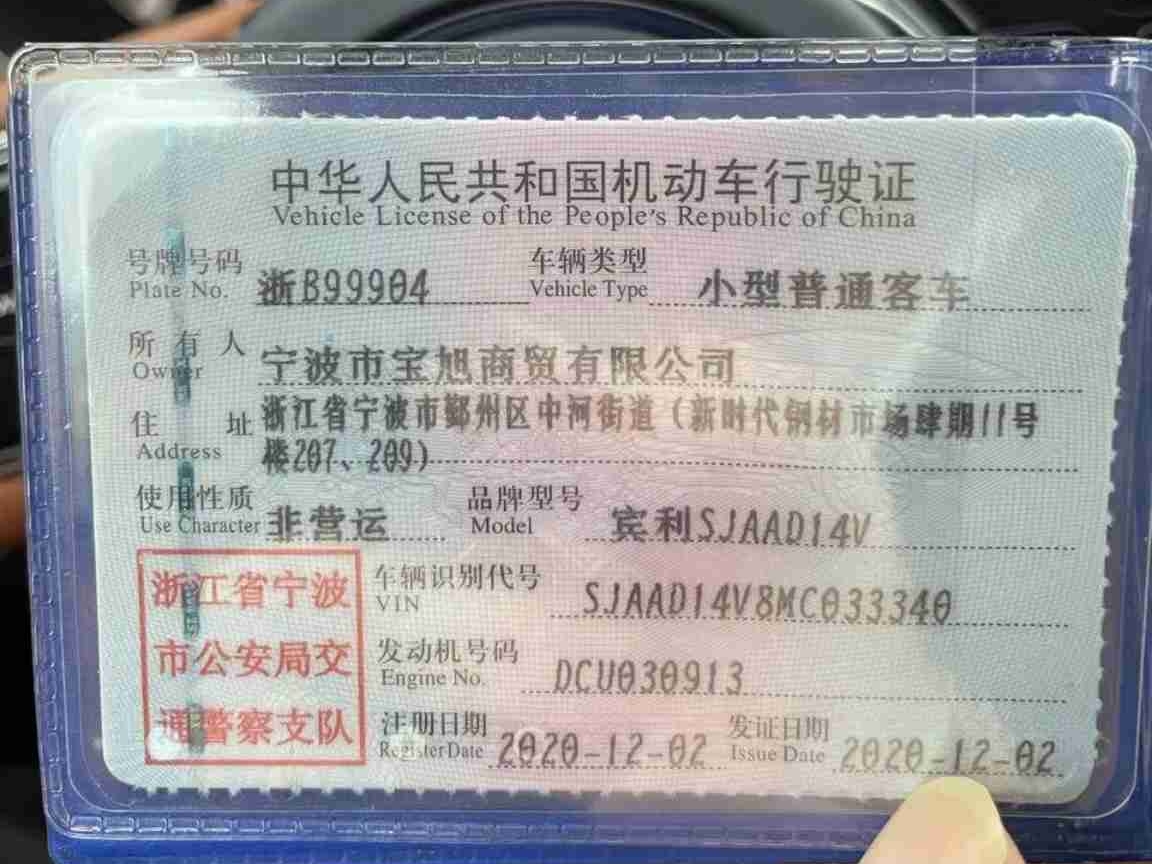 中华人民共和国机动车行驶证
Vehicle License of the People's Republic of China
号牌号码 浙B99904 车辆类型 小型普通客车
Plate No. Vehicle Type
所有人 宁波市宝旭商贸有限公司
Owner
住址 浙江省宁波市鄞州区中河街道（新时代钢材市场肆期11号
Address 楼207、209）
使用性质 非营运 品牌型号 宾利SJAAD14V
Use Character Model
浙江省宁波
市公安局交
通警察支队
车辆识别代号 SJAAD14V8MC033340
VIN
发动机号码 DCU030913
Engine No.
注册日期 2020-12-02 发证日期 2020-12-02
Register Date Issue Date